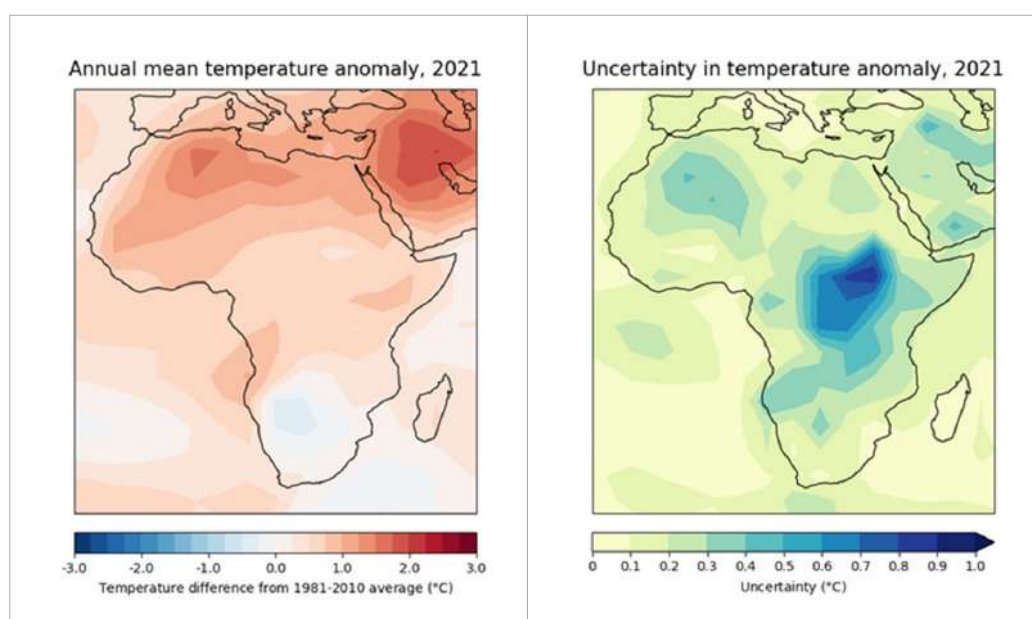 Annual mean temperature anomaly, 2021
-3.0 -2.0 -1.0 0.0 1.0 2.0 3.0
Temperature difference from 1981-2010 average (°C)
Uncertainty in temperature anomaly, 2021
0 0.1 0.2 0.3 0.4 0.5 0.6 0.7 0.8 0.9 1.0
Uncertainty (°C)